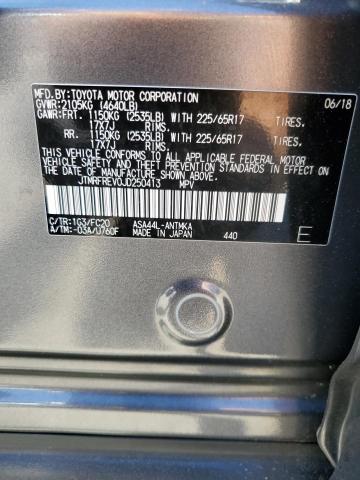 MFD.BY:TOYOTA MOTOR CORPORATION 06/18
GVWR:2105KG (4640LB)
GAWR:FRT. 1150KG (2535LB) WITH 225/65R17 TIRES.
17X7J RIMS.
RR. 1150KG (2535LB) WITH 225/65R17 TIRES.
17X7J RIMS.
THIS VEHICLE CONFORMS TO ALL APPLICABLE FEDERAL MOTOR
VEHICLE SAFETY AND BUMPER STANDARDS IN EFFECT ON
THE DATE OF MANUFACTURE SHOWN ABOVE.
JTMRFREV0JD250413 MPV
C/TR:1G3/FC20 ASA44L-ANTMKA
A/TM:-03A/U760F MADE IN JAPAN 440 E